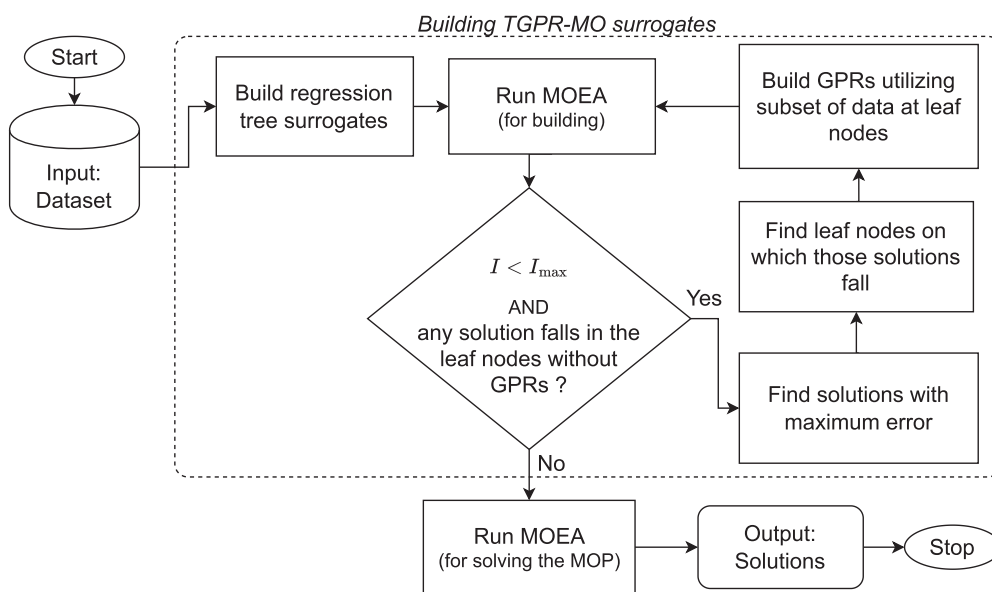 Building TGPR-MO surrogates
Start
Input:
Dataset
Build regression
tree surrogates
Run MOEA
(for building)
Build GPRs utilizing
subset of data at leaf
nodes
Find leaf nodes on
which those solutions
fall
I < I_max
AND
any solution falls in the
leaf nodes without
GPRs ?
Yes
Find solutions with
maximum error
No
Run MOEA
(for solving the MOP)
Output:
Solutions
Stop